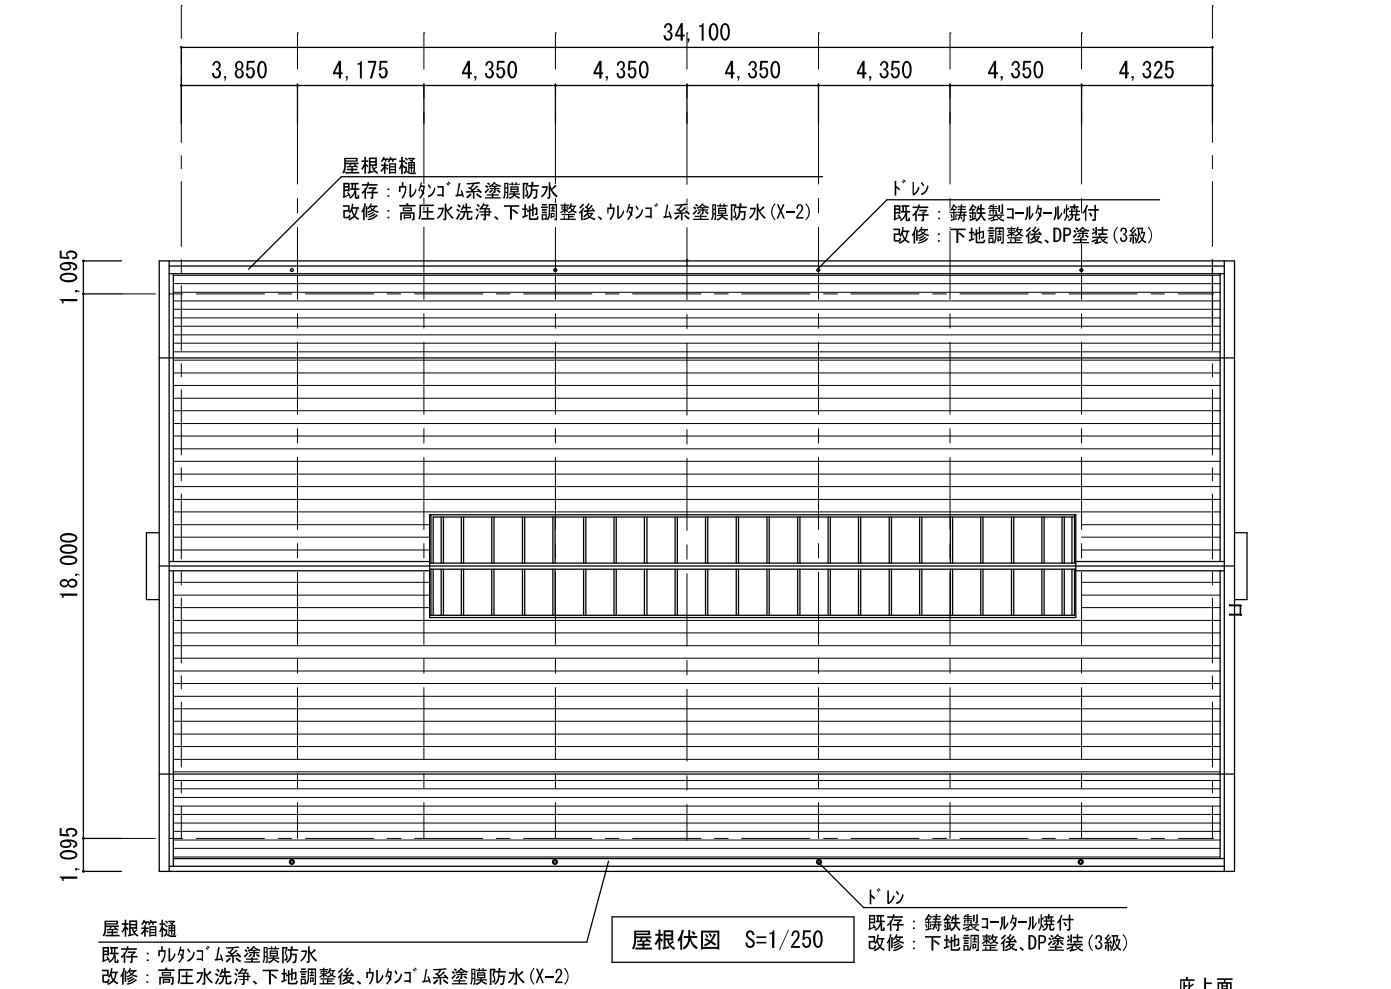 34,100
3,850 4,175 4,350 4,350 4,350 4,350 4,350 4,325
屋根箱樋
既存：ｳﾚﾀﾝｺﾞﾑ系塗膜防水
改修：高圧水洗浄、下地調整後、ｳﾚﾀﾝｺﾞﾑ系塗膜防水(X-2)
ﾄﾞﾚﾝ
既存：鋳鉄製ｺｰﾙﾀｰﾙ焼付
改修：下地調整後、DP塗装(3級)
1,095
18,000
1,095
ﾄﾞﾚﾝ
既存：鋳鉄製ｺｰﾙﾀｰﾙ焼付
改修：下地調整後、DP塗装(3級)
屋根箱樋
既存：ｳﾚﾀﾝｺﾞﾑ系塗膜防水
改修：高圧水洗浄、下地調整後、ｳﾚﾀﾝｺﾞﾑ系塗膜防水(X-2)
屋根伏図 S=1/250
庇上面